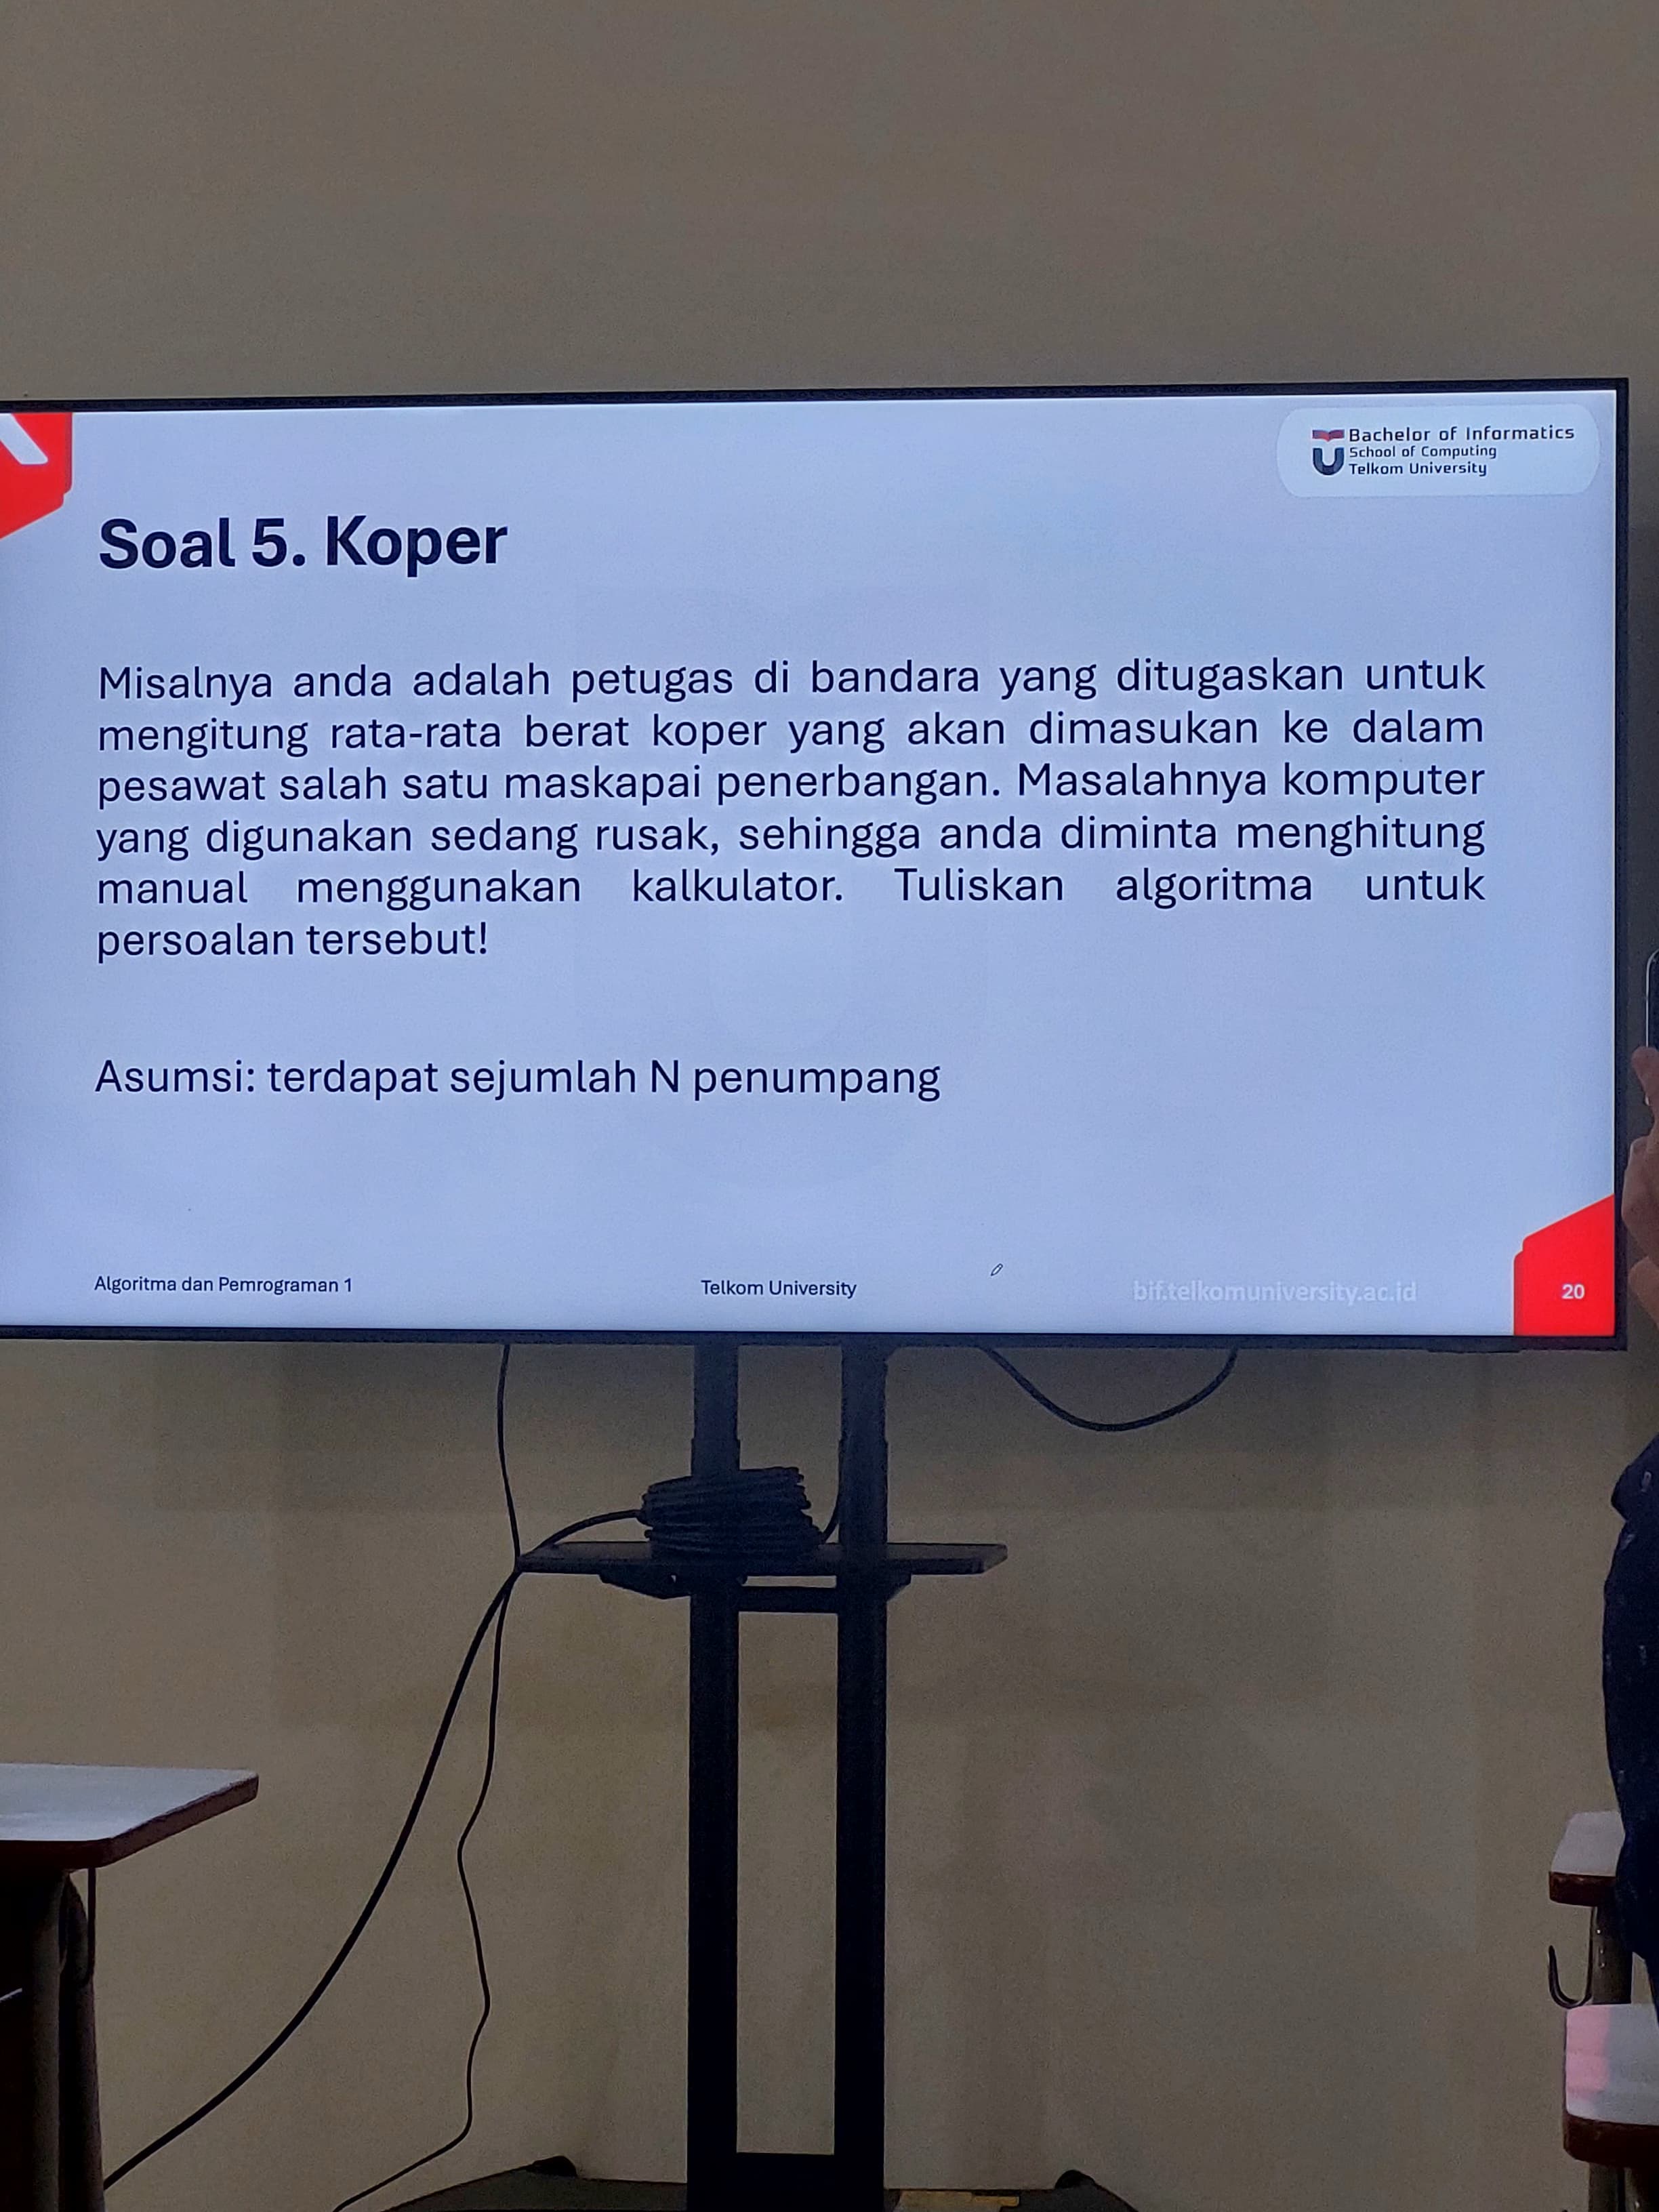 Bachelor of Informatics
School of Computing
Telkom University
Soal 5. Koper
Misalnya anda adalah petugas di bandara yang ditugaskan untuk
mengitung rata-rata berat koper yang akan dimasukan ke dalam
pesawat salah satu maskapai penerbangan. Masalahnya komputer
yang digunakan sedang rusak, sehingga anda diminta menghitung
manual menggunakan kalkulator. Tuliskan algoritma untuk
persoalan tersebut!
Asumsi: terdapat sejumlah N penumpang
Algoritma dan Pemrograman 1
Telkom University
bif.telkomuniversity.ac.id
20